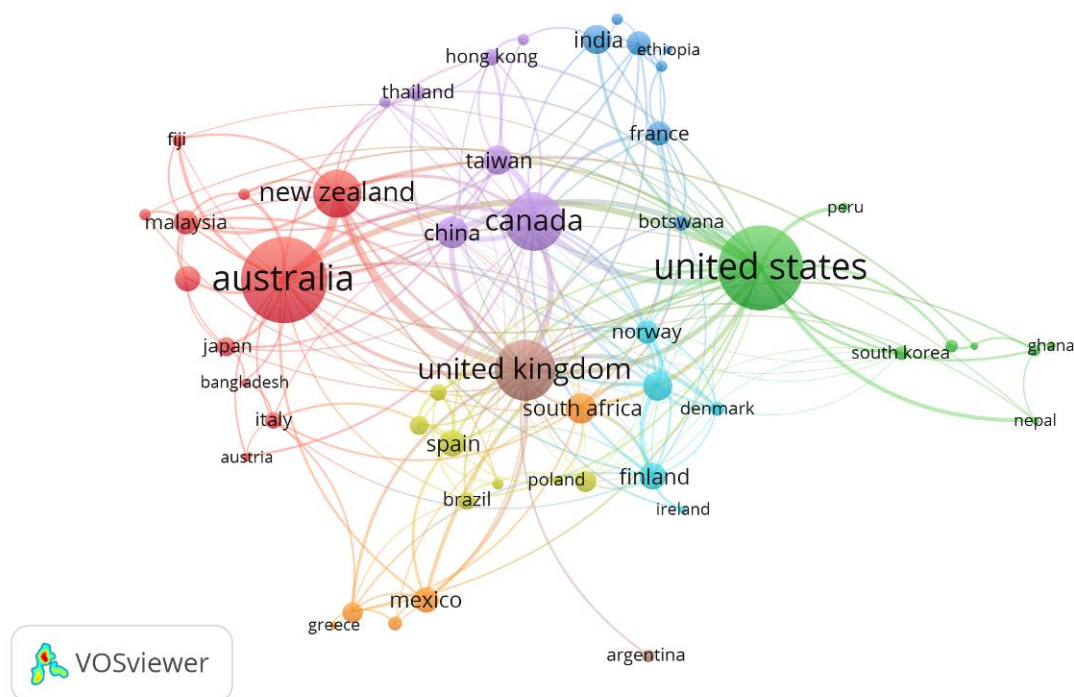 india
ethiopia
hong kong
thailand
fiji
france
taiwan
new zealand
peru
malaysia
canada
botswana
china
united states
australia
norway
japan
south korea
ghana
united kingdom
bangladesh
south africa
denmark
italy
nepal
spain
austria
poland
finland
brazil
ireland
mexico
greece
argentina
VOSviewer